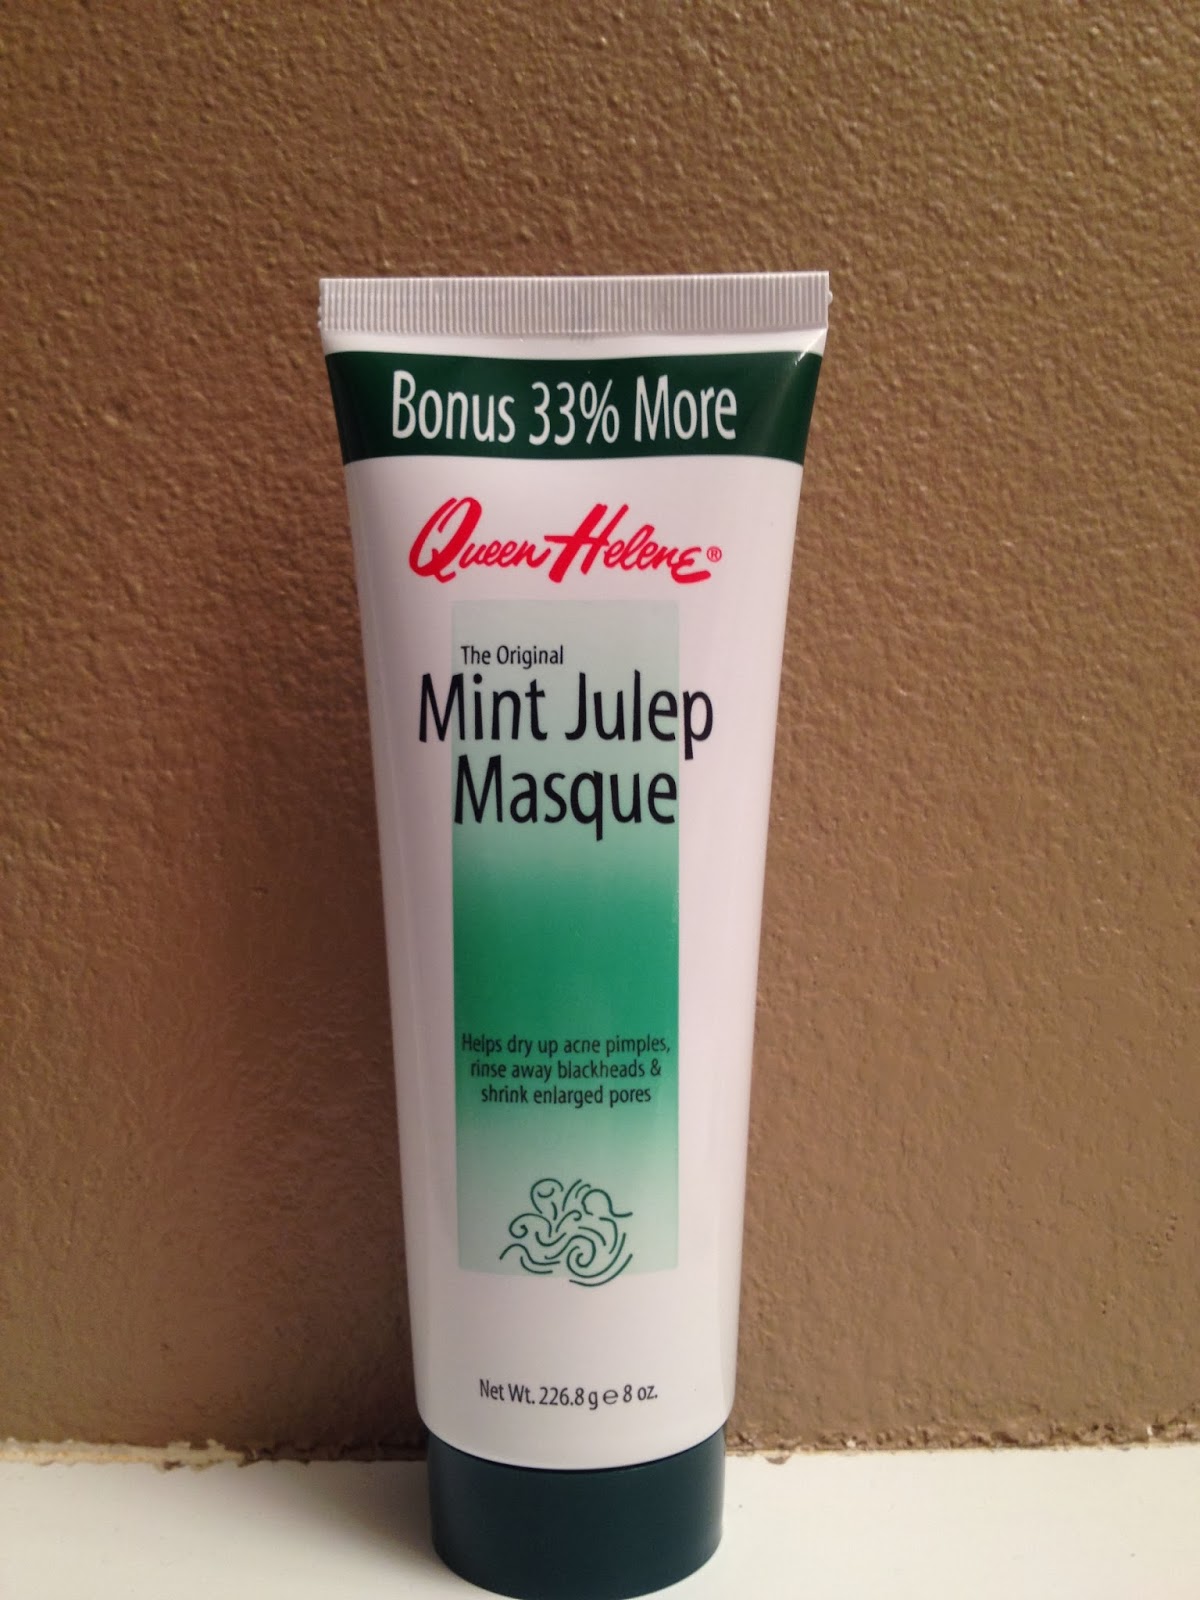 Bonus 33% More
Queen Helene®
The Original
Mint Julep
Masque
Helps dry up acne pimples,
rinse away blackheads &
shrink enlarged pores
Net Wt. 226.8 g ℮ 8 oz.